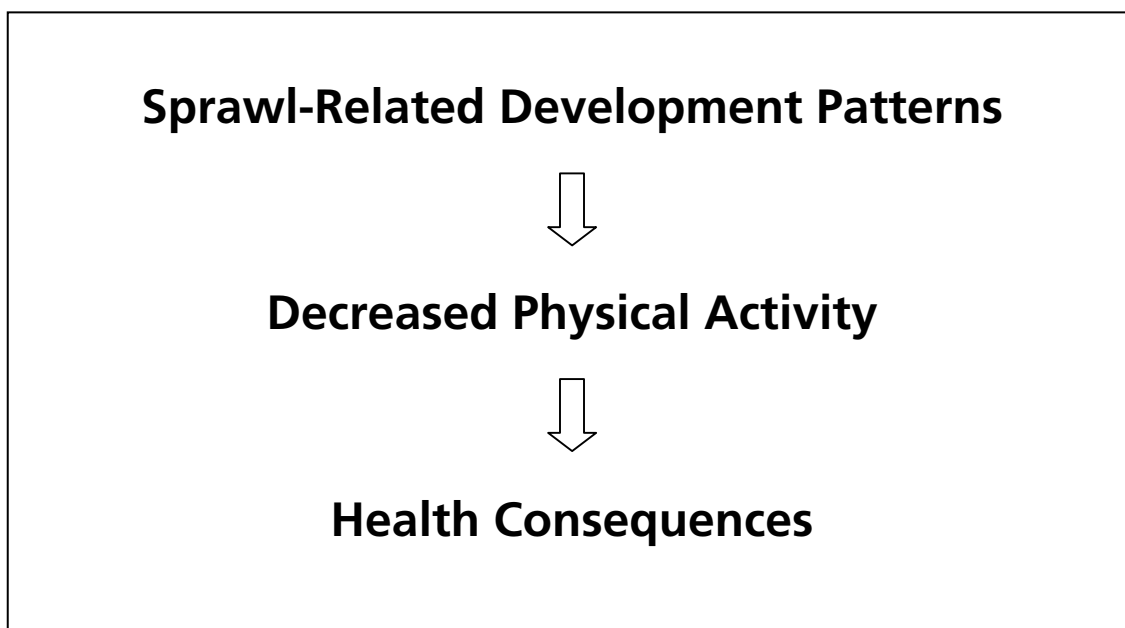 Sprawl-Related Development Patterns
Decreased Physical Activity
Health Consequences